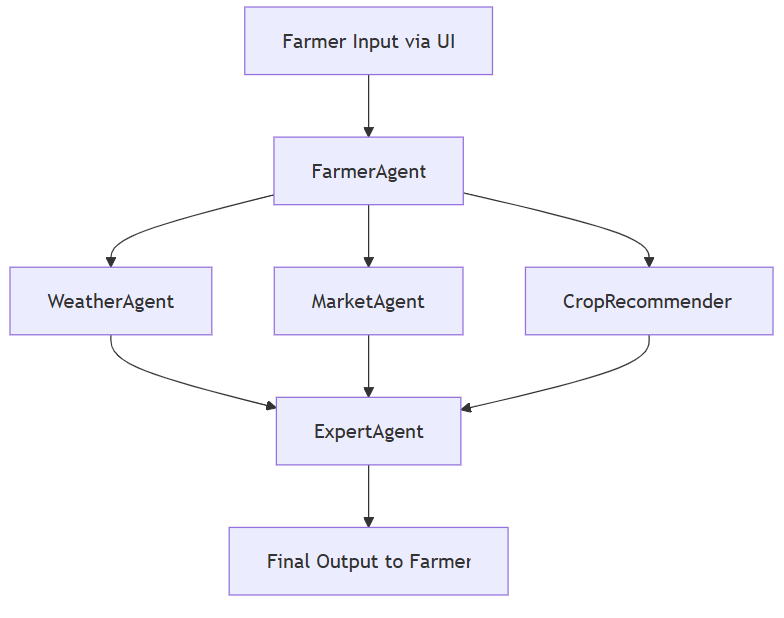 Farmer Input via UI
FarmerAgent
WeatherAgent
MarketAgent
CropRecommender
ExpertAgent
Final Output to Farmer